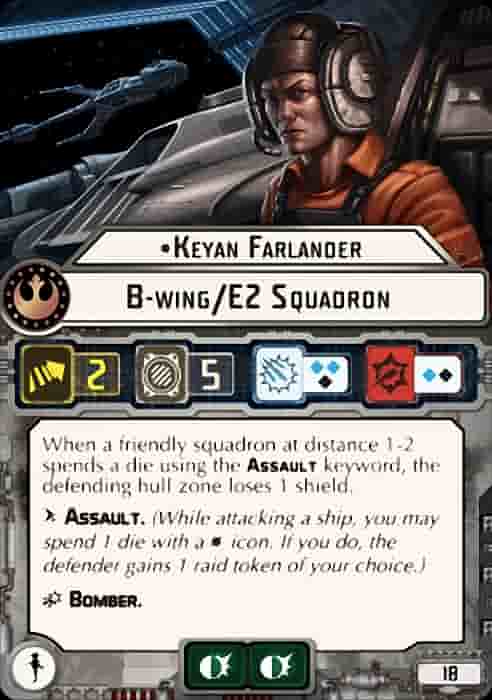 •Keyan Farlander
B-wing/E2 Squadron
2
5
When a friendly squadron at distance 1-2
spends a die using the Assault keyword, the
defending hull zone loses 1 shield.
Assault. (While attacking a ship, you may
spend 1 die with a icon. If you do, the
defender gains 1 raid token of your choice.)
Bomber.
18